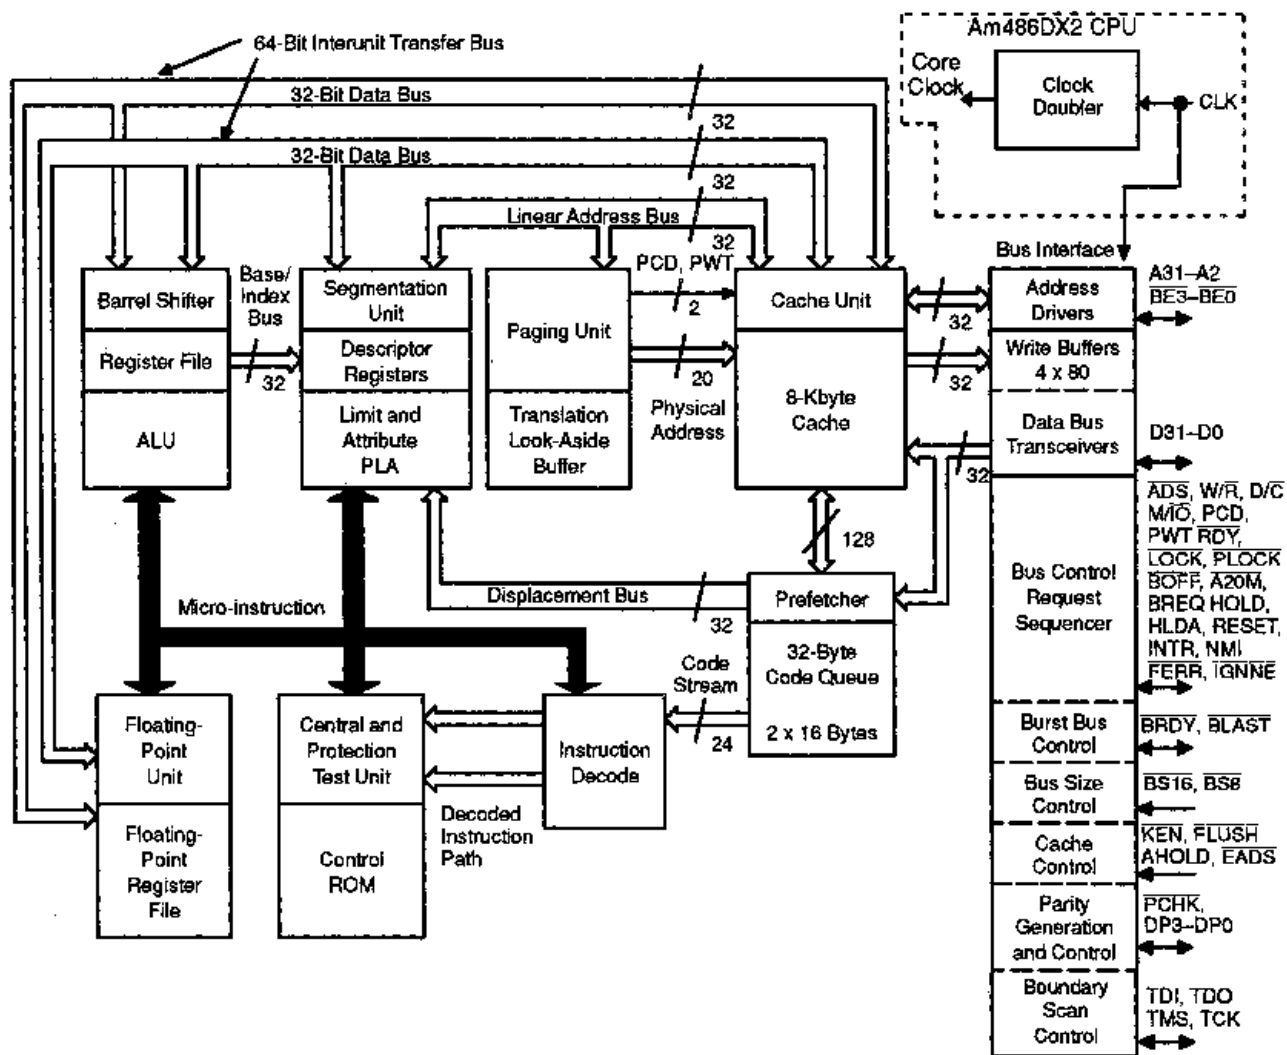 64-Bit Interunit Transfer Bus
32-Bit Data Bus
32
32-Bit Data Bus
32
Linear Address Bus
32
32
PCD, PWT
2
20
Physical
Address
Am486DX2 CPU
Core
Clock
Clock
Doubler
CLK
Bus Interface
Barrel Shifter
Register File
ALU
Base/
Index
Bus
32
Segmentation
Unit
Descriptor
Registers
Limit and
Attribute
PLA
Paging Unit
Translation
Look-Aside
Buffer
Cache Unit
8-Kbyte
Cache
32
32
32
128
Address
Drivers
Write Buffers
4 x 80
Data Bus
Transceivers
Bus Control
Request
Sequencer
Burst Bus
Control
Bus Size
Control
Cache
Control
Parity
Generation
and Control
Boundary
Scan
Control
A31–A2
BE3–BE0
D31–D0
ADS, W/R, D/C
M/IO, PCD,
PWT RDY,
LOCK, PLOCK
BOFF, A20M,
BREQ HOLD,
HLDA, RESET,
INTR, NMI
FERR, IGNNE
BRDY, BLAST
BS16, BS8
KEN, FLUSH
AHOLD, EADS
PCHK,
DP3–DP0
TDI, TDO
TMS, TCK
Micro-instruction
Displacement Bus
32
Prefetcher
32-Byte
Code Queue
2 x 16 Bytes
Code
Stream
24
Instruction
Decode
Decoded
Instruction
Path
Central and
Protection
Test Unit
Control
ROM
Floating-
Point
Unit
Floating-
Point
Register
File